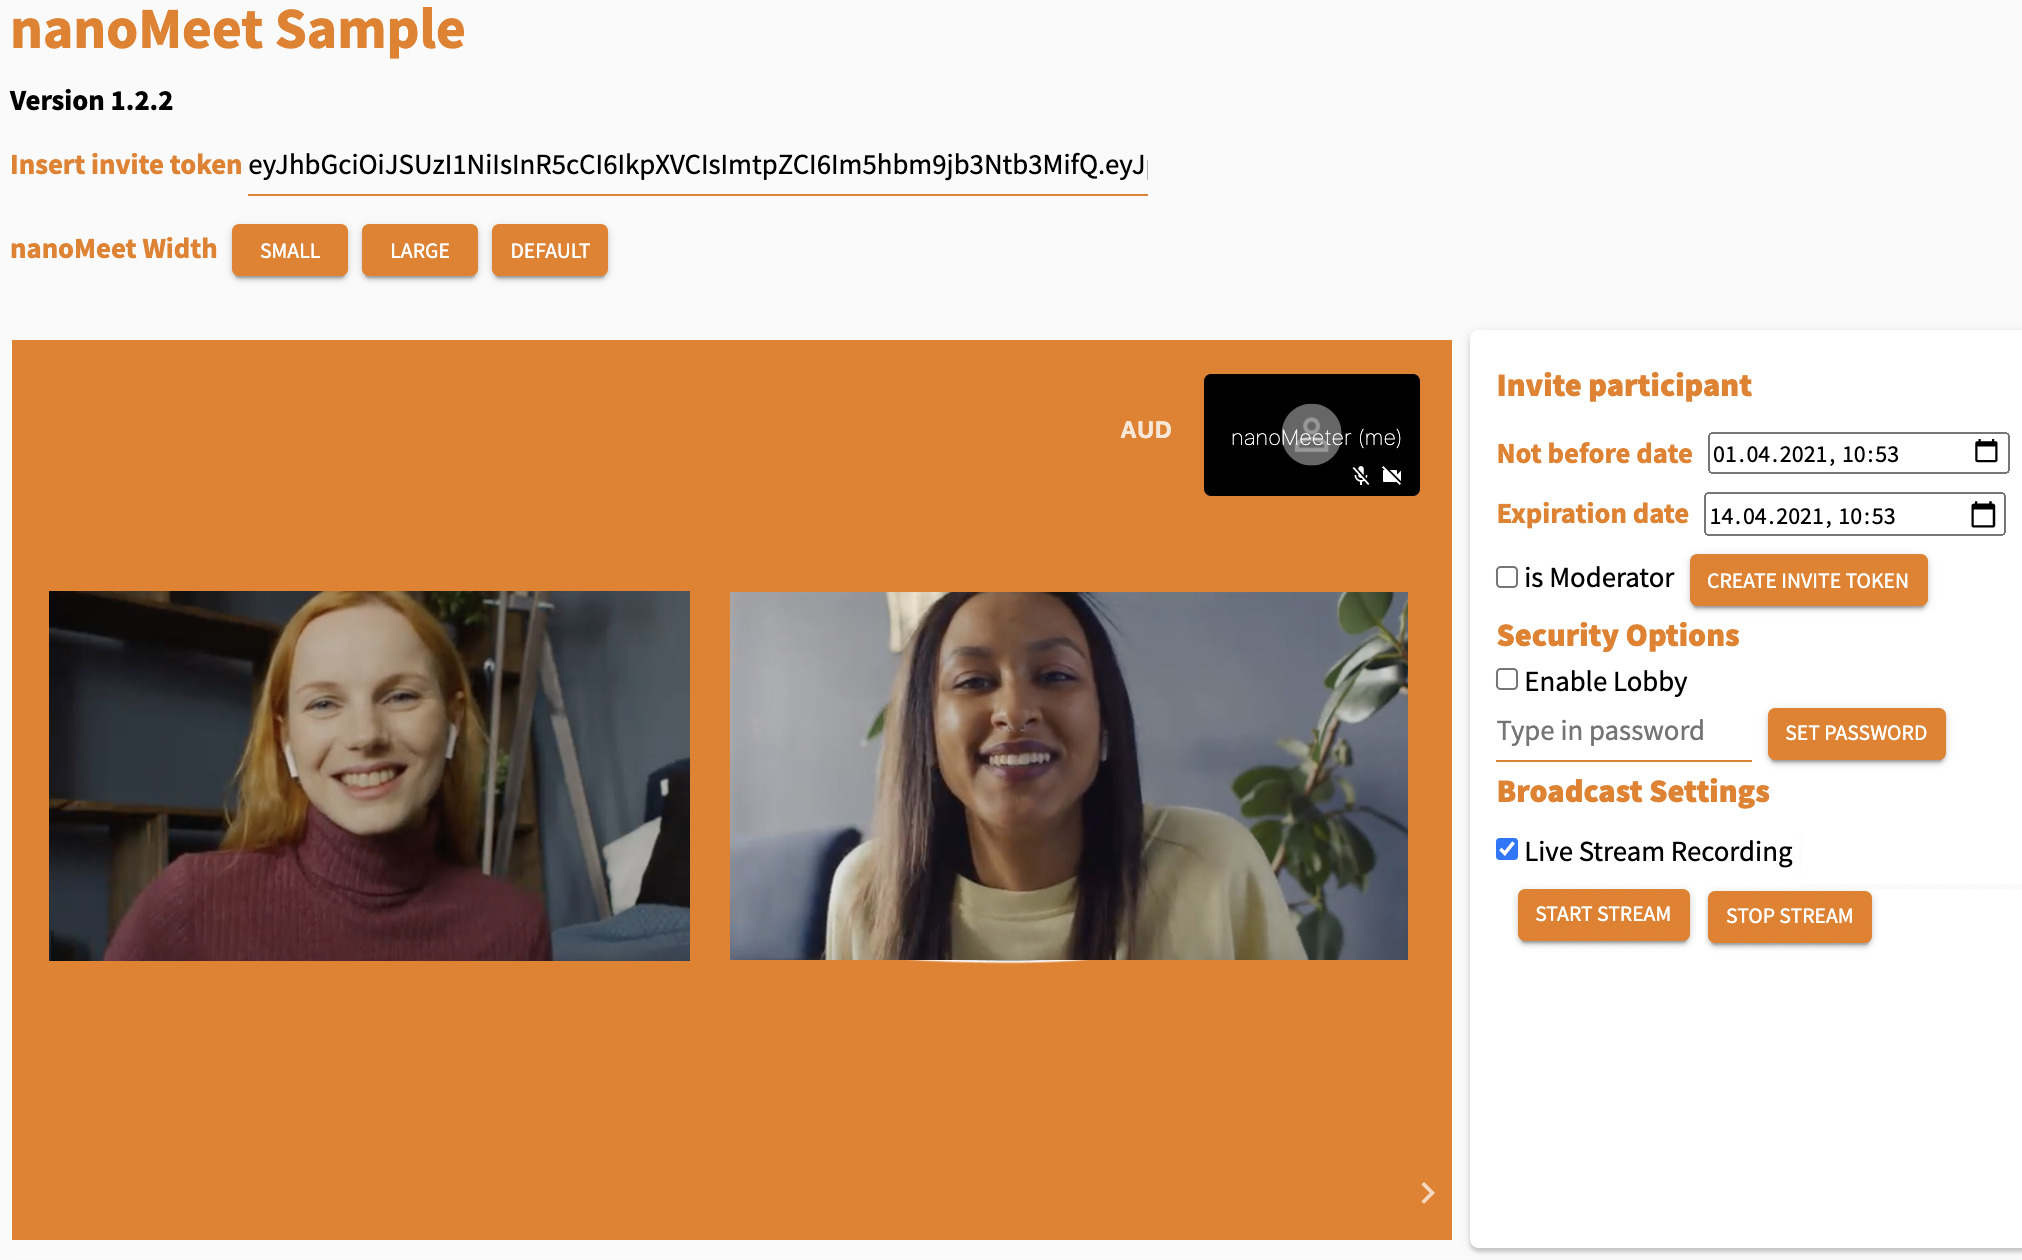 nanoMeet Sample
Version 1.2.2
Insert invite token eyJhbGciOiJSUzI1NiIsInR5cCI6IkpXVCIsImtpZCI6Im5hbm9jb3Ntb3MifQ.eyJ
nanoMeet Width SMALL LARGE DEFAULT
AUD
nanoMeeter (me)
Invite participant
Not before date 01.04.2021, 10:53
Expiration date 14.04.2021, 10:53
is Moderator CREATE INVITE TOKEN
Security Options
Enable Lobby
Type in password SET PASSWORD
Broadcast Settings
Live Stream Recording
START STREAM STOP STREAM